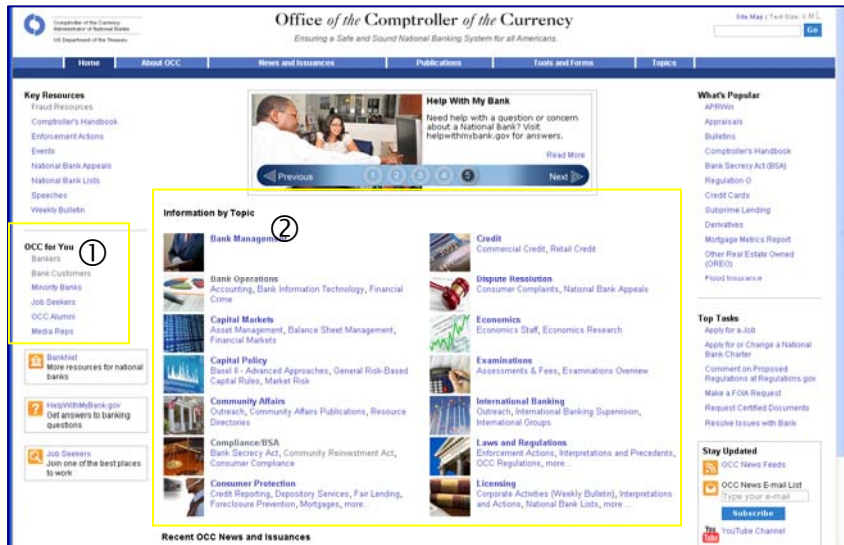 Comptroller of the Currency
Administrator of National Banks
US Department of the Treasury
Office of the Comptroller of the Currency
Ensuring a Safe and Sound National Banking System for all Americans.
Site Map | Text Size: S M L
Go
Home
About OCC
News and Issuances
Publications
Tools and Forms
Topics
Key Resources
Fraud Resources
Comptroller's Handbook
Enforcement Actions
Events
National Bank Appeals
National Bank Lists
Speeches
Weekly Bulletin
OCC for You
①
Bankers
Bank Customers
Minority Banks
Job Seekers
OCC Alumni
Media Reps
BankNet
More resources for national
banks
HelpWithMyBank.gov
Get answers to banking
questions
Job Seekers
Join one of the best places
to work
Help With My Bank
Need help with a question or concern
about a National Bank? Visit
helpwithmybank.gov for answers.
Read More
Previous
1 2 3 4 5
Next
Information by Topic
②
Bank Management
Bank Operations
Accounting, Bank Information Technology, Financial
Crime
Capital Markets
Asset Management, Balance Sheet Management,
Financial Markets
Capital Policy
Basel II - Advanced Approaches, General Risk-Based
Capital Rules, Market Risk
Community Affairs
Outreach, Community Affairs Publications, Resource
Directories
Compliance/BSA
Bank Secrecy Act, Community Reinvestment Act,
Consumer Compliance
Consumer Protection
Credit Reporting, Depository Services, Fair Lending,
Foreclosure Prevention, Mortgages, more...
Credit
Commercial Credit, Retail Credit
Dispute Resolution
Consumer Complaints, National Bank Appeals
Economics
Economics Staff, Economics Research
Examinations
Assessments & Fees, Examinations Overview
International Banking
Outreach, International Banking Supervision,
International Groups
Laws and Regulations
Enforcement Actions, Interpretations and Precedents,
OCC Regulations, more...
Licensing
Corporate Activities (Weekly Bulletin), Interpretations
and Actions, National Bank Lists, more ...
Recent OCC News and Issuances
What's Popular
APRWin
Appraisals
Bulletins
Comptroller's Handbook
Bank Secrecy Act (BSA)
Regulation O
Credit Cards
Subprime Lending
Derivatives
Mortgage Metrics Report
Other Real Estate Owned
(OREO)
Flood Insurance
Top Tasks
Apply for a Job
Apply for or Change a National
Bank Charter
Comment on Proposed
Regulations at Regulations.gov
Make a FOIA Request
Request Certified Documents
Resolve Issues with Bank
Stay Updated
OCC News Feeds
OCC News E-mail List
Type your e-mail
Subscribe
You Tube
YouTube Channel